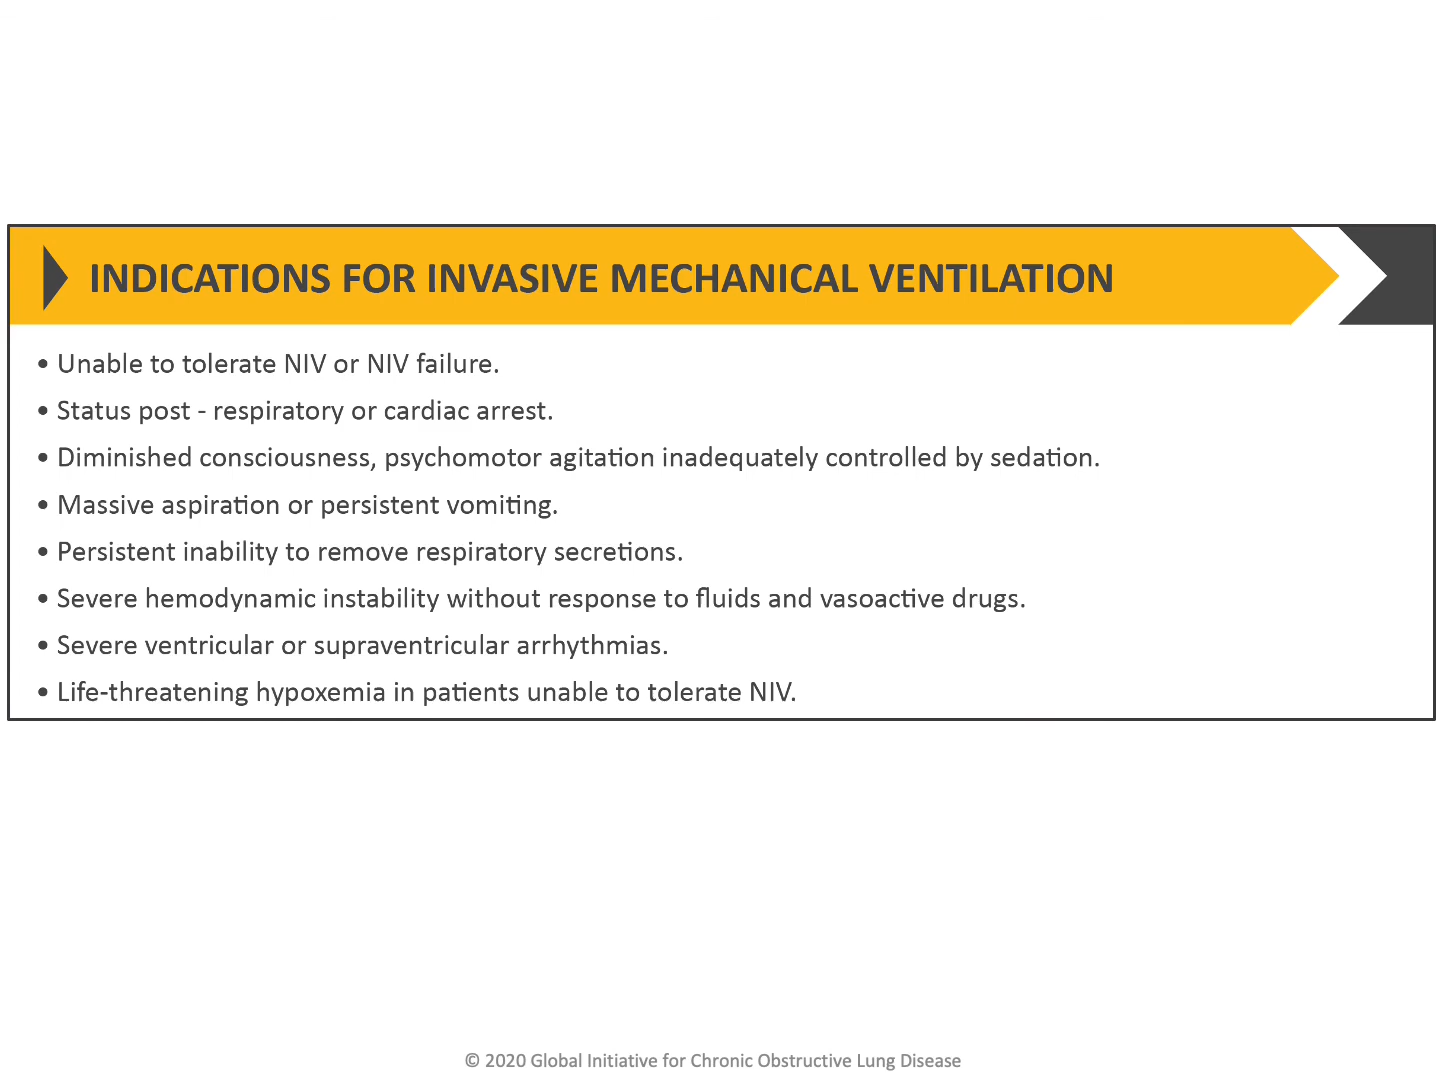 INDICATIONS FOR INVASIVE MECHANICAL VENTILATION
• Unable to tolerate NIV or NIV failure.
• Status post - respiratory or cardiac arrest.
• Diminished consciousness, psychomotor agitation inadequately controlled by sedation.
• Massive aspiration or persistent vomiting.
• Persistent inability to remove respiratory secretions.
• Severe hemodynamic instability without response to fluids and vasoactive drugs.
• Severe ventricular or supraventricular arrhythmias.
• Life-threatening hypoxemia in patients unable to tolerate NIV.
© 2020 Global Initiative for Chronic Obstructive Lung Disease